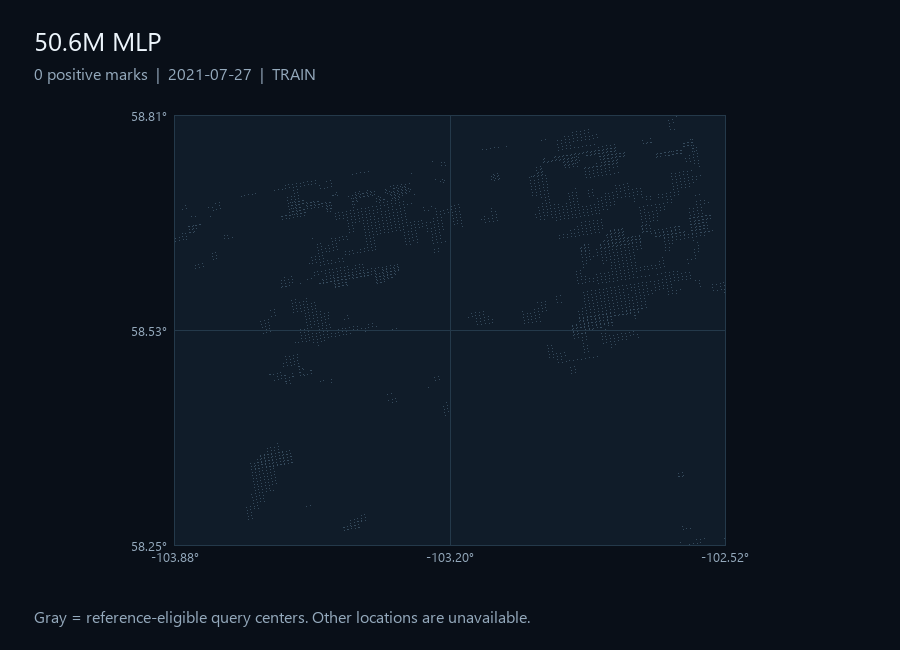 50.6M MLP
0 positive marks | 2021-07-27 | TRAIN
58.81°
58.53°
58.25°
-103.88°
-103.20°
-102.52°
Gray = reference-eligible query centers. Other locations are unavailable.